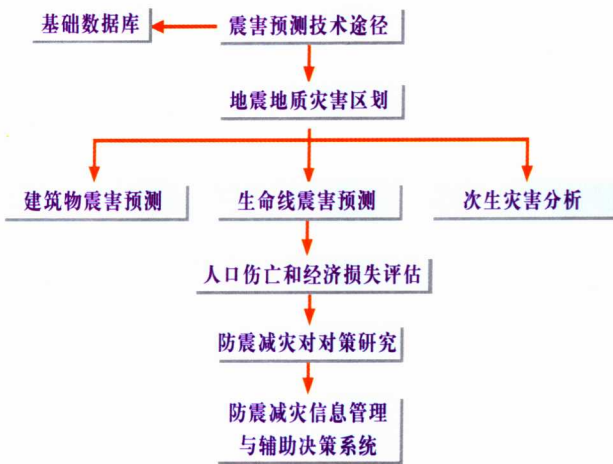 基础数据库
震害预测技术途径
地震地质灾害区划
建筑物震害预测
生命线震害预测
次生灾害分析
人口伤亡和经济损失评估
防震减灾对对策研究
防震减灾信息管理
与辅助决策系统